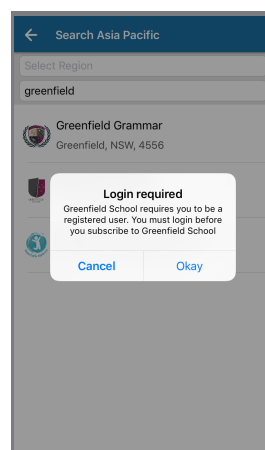 Search Asia Pacific
Select Region
greenfield
Greenfield Grammar
Greenfield, NSW, 4556
Login required
Greenfield School requires you to be a
registered user. You must login before
you subscribe to Greenfield School
Cancel
Okay